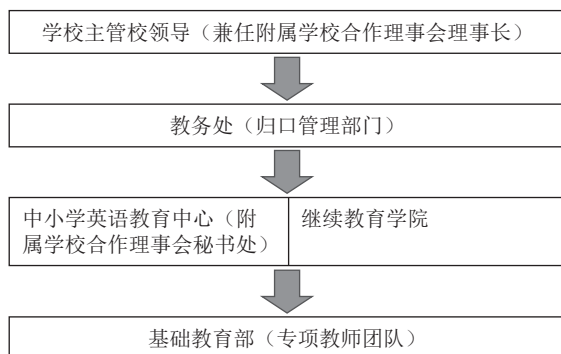 学校主管校领导（兼任附属学校合作理事会理事长）
教务处（归口管理部门）
中小学英语教育中心（附
属学校合作理事会秘书处）
继续教育学院
基础教育部（专项教师团队）